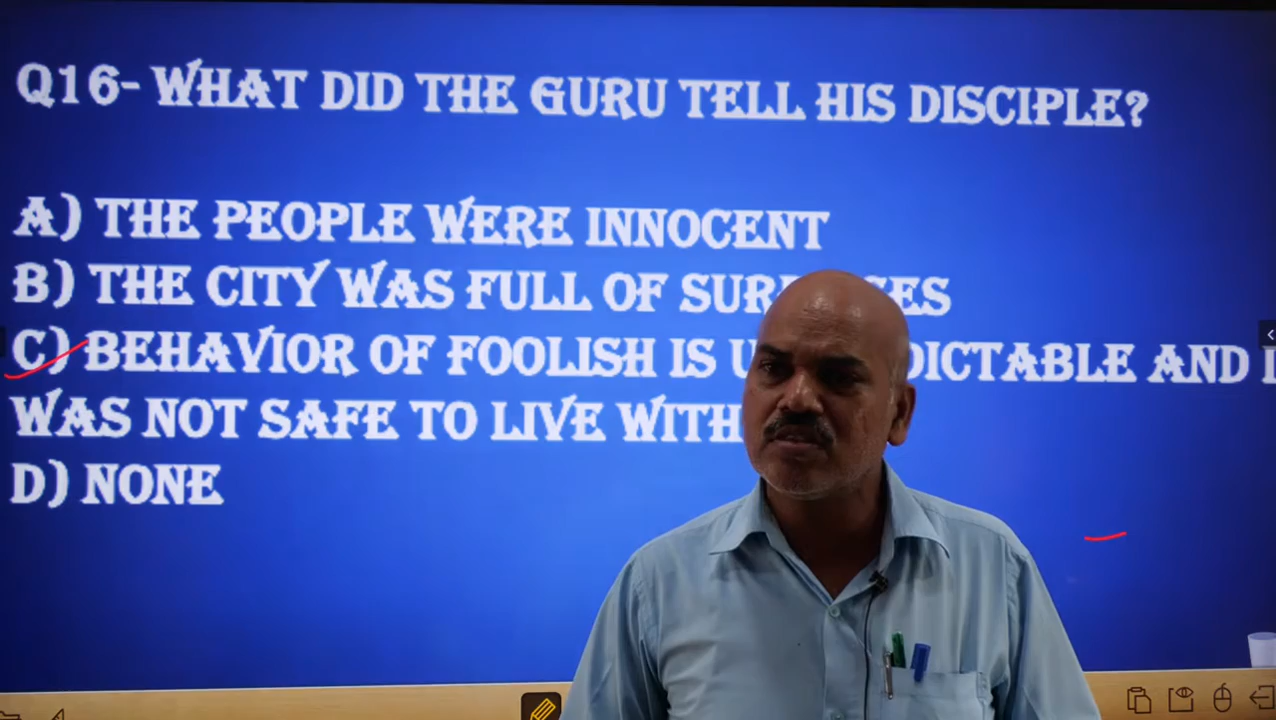 Q16- WHAT DID THE GURU TELL HIS DISCIPLE?
A) THE PEOPLE WERE INNOCENT
B) THE CITY WAS FULL OF
C) BEHAVIOR OF FOOLISH IS AND
WAS NOT SAFE TO LIVE WITH
D) NONE